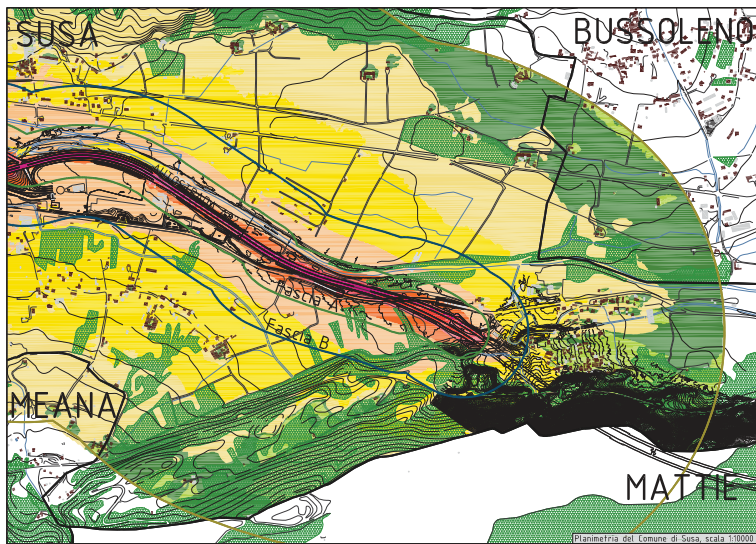 SUSA
BUSSOLENO
Fascia A
Fascia B
MEANA
MATTIE
Planimetria del Comune di Susa, scala 1:10000